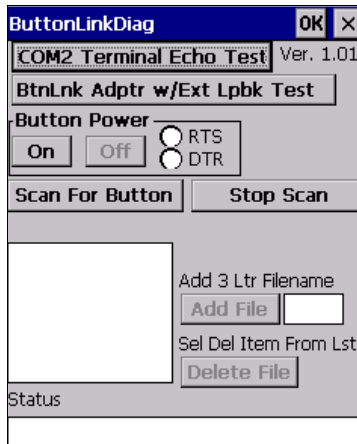 ButtonLinkDiag OK ×
COM2 Terminal Echo Test Ver. 1.01
BtnLnk Adptr w/Ext Lpbk Test
Button Power
On Off RTS
DTR
Scan For Button Stop Scan
Add 3 Ltr Filename
Add File
Sel Del Item From Lst
Delete File
Status